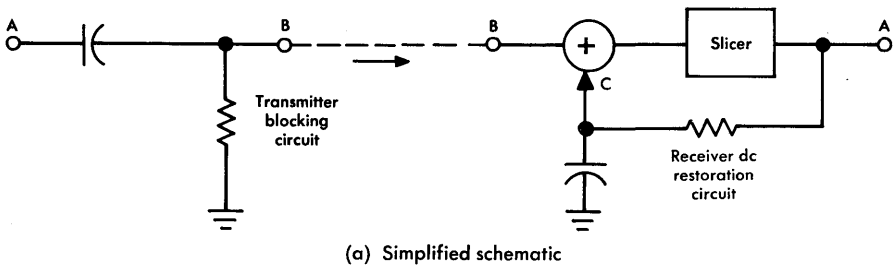 A
B
B
A
+
Slicer
C
Transmitter
blocking
circuit
Receiver dc
restoration
circuit
(a) Simplified schematic